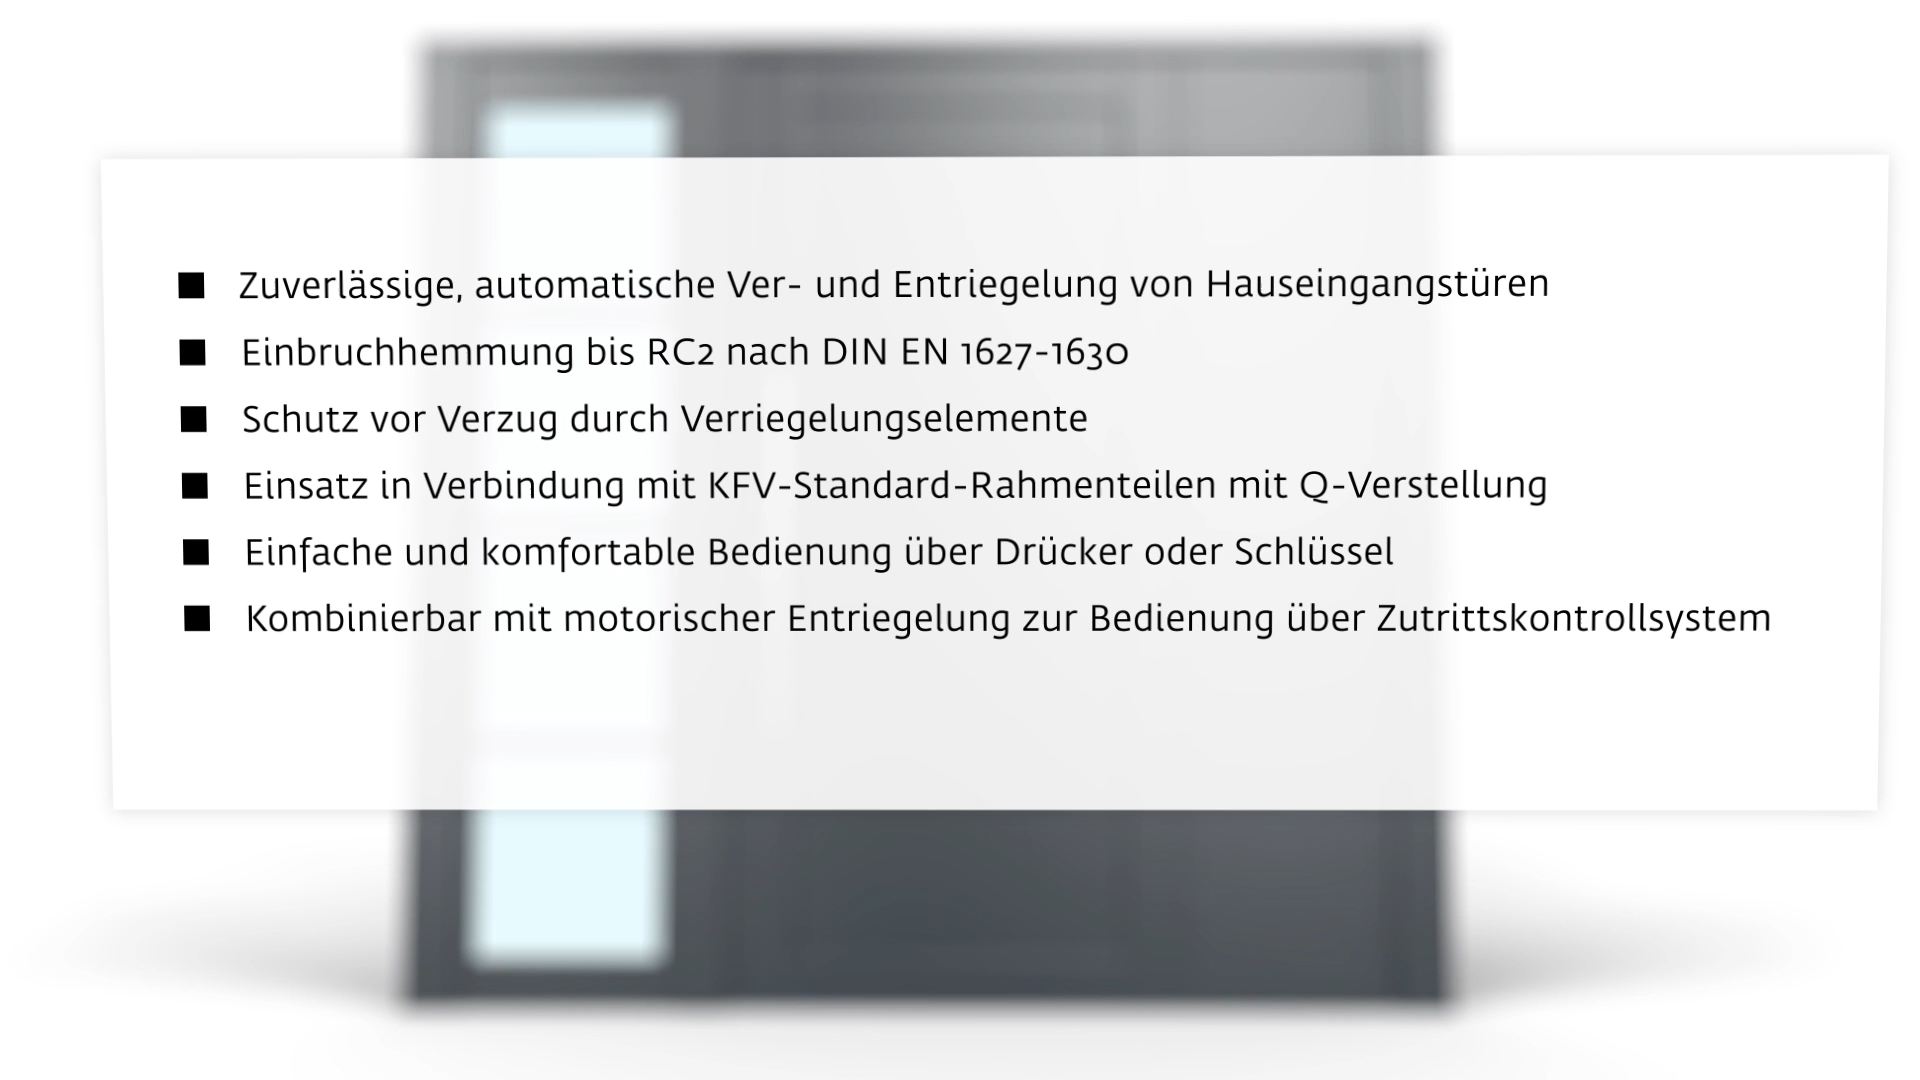 ■ Zuverlässige, automatische Ver- und Entriegelung von Hauseingangstüren
■ Einbruchhemmung bis RC2 nach DIN EN 1627-1630
■ Schutz vor Verzug durch Verriegelungselemente
■ Einsatz in Verbindung mit KFV-Standard-Rahmenteilen mit Q-Verstellung
■ Einfache und komfortable Bedienung über Drücker oder Schlüssel
■ Kombinierbar mit motorischer Entriegelung zur Bedienung über Zutrittskontrollsystem